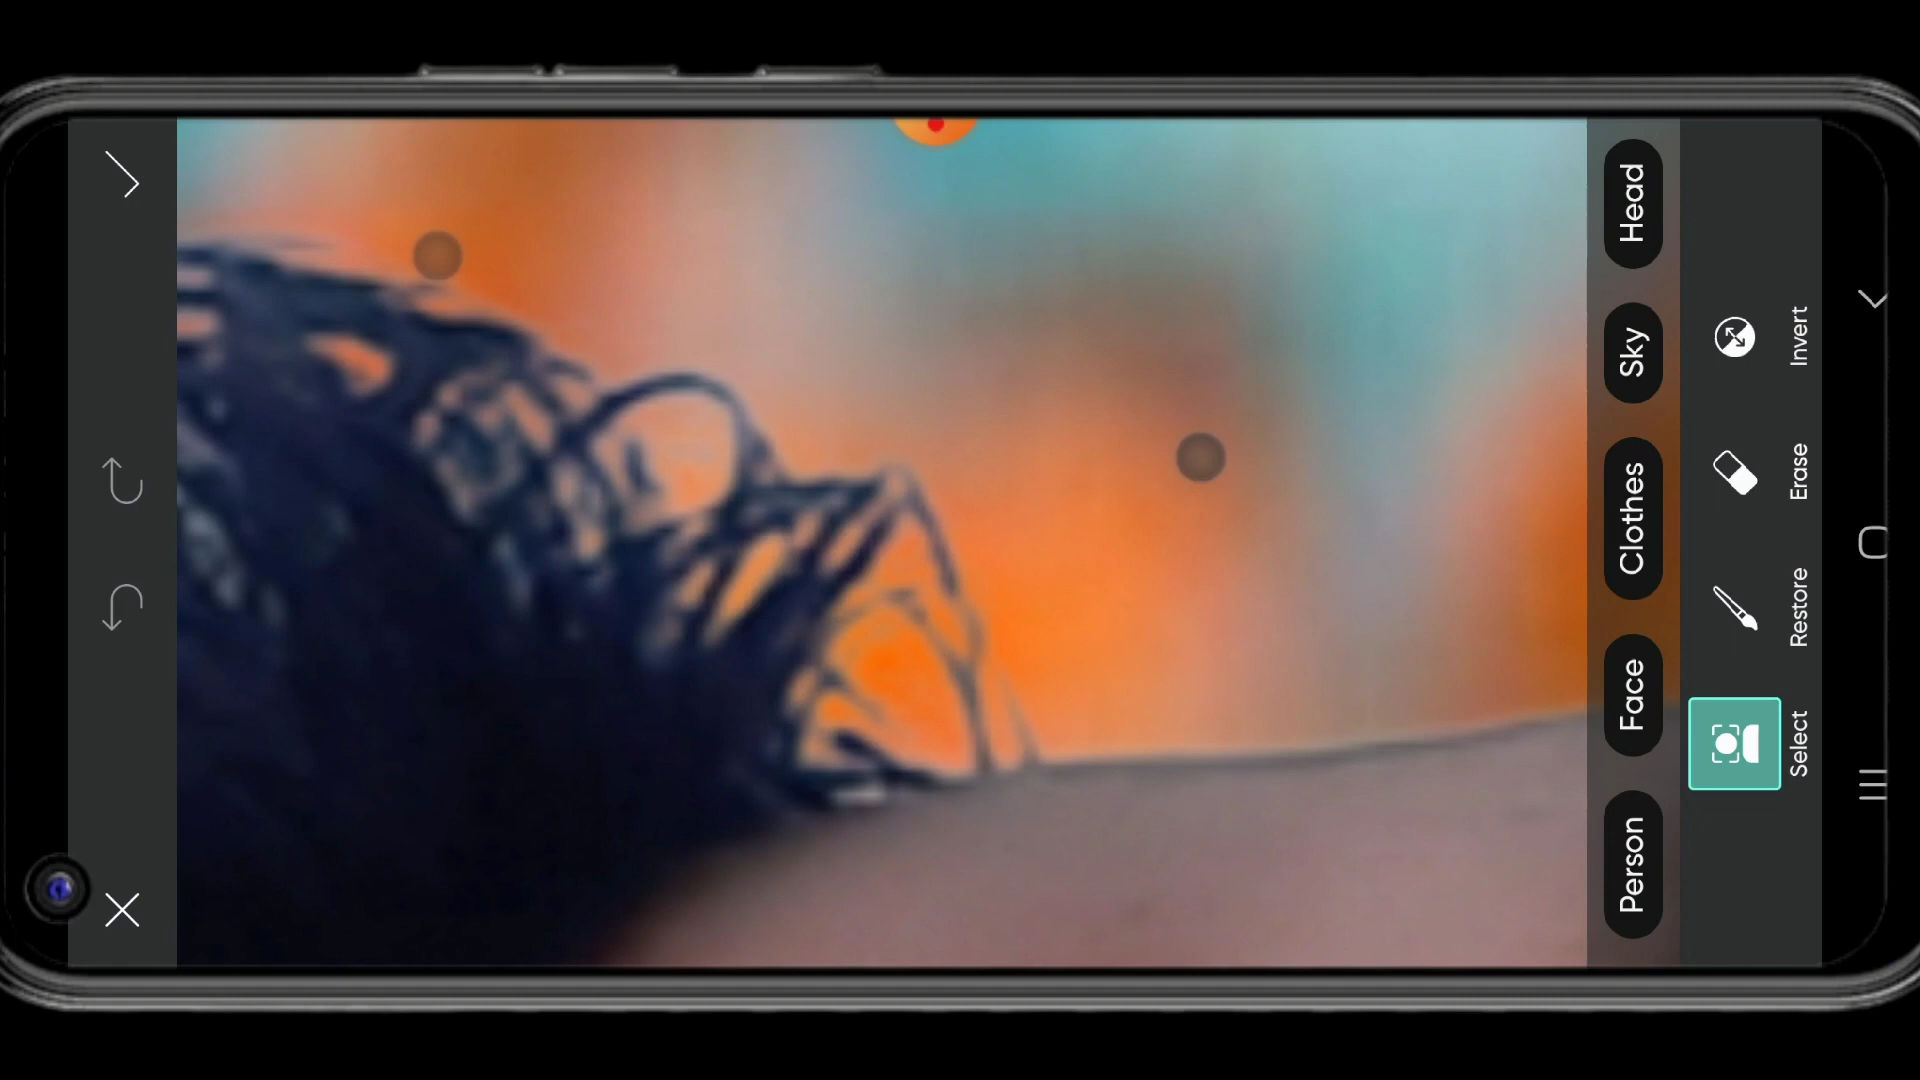 Person
Face
Clothes
Sky
Head
Select
Restore
Erase
Invert